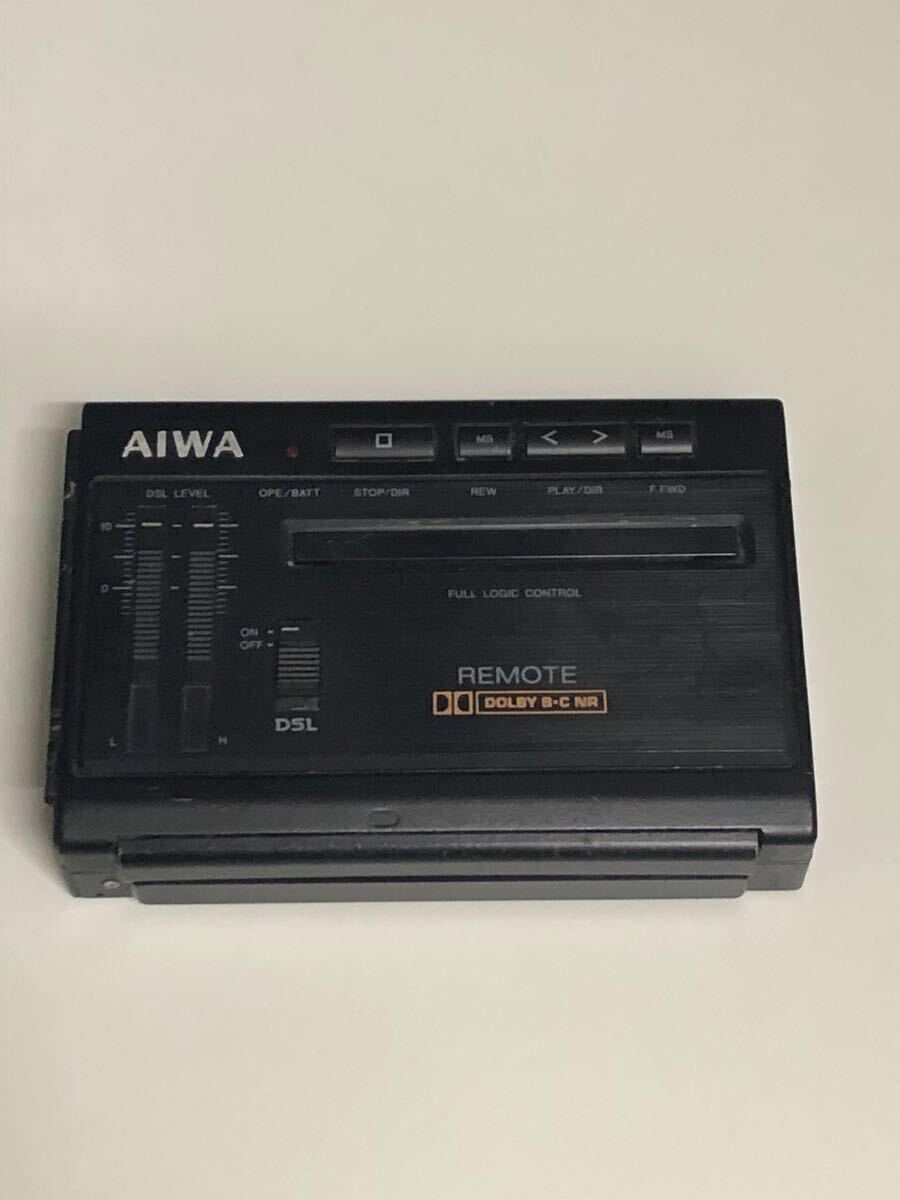 AIWA
MS
MS
DSL LEVEL
OPE/BATT
STOP/DIR
REW
PLAY/DIR
F FWD
10
0
FULL LOGIC CONTROL
ON
OFF
REMOTE
DOLBY B·C NR
DSL
L
H